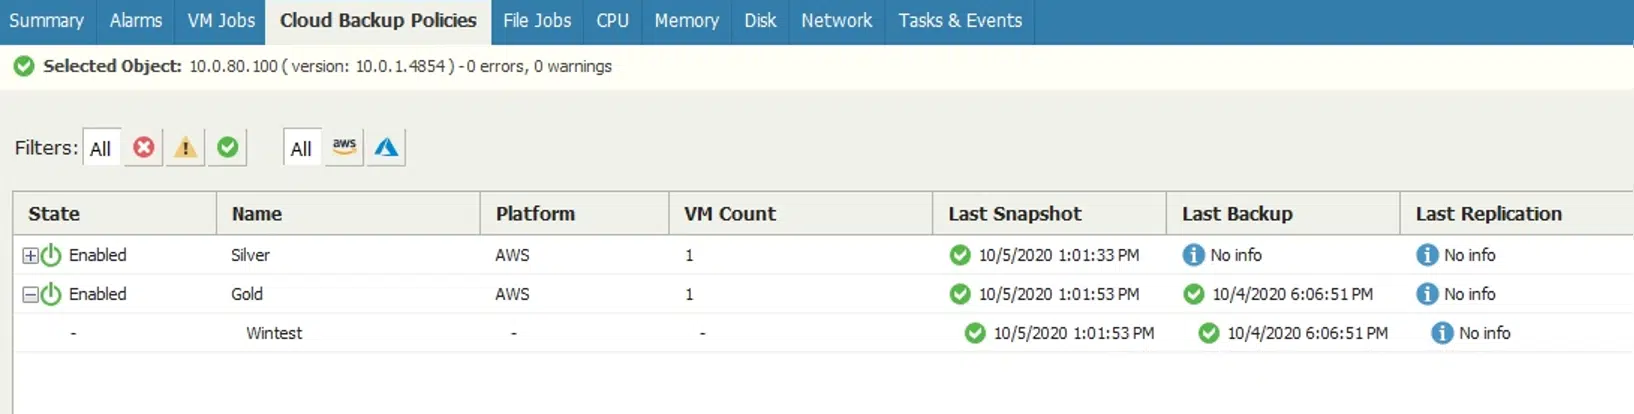 Summary Alarms VM Jobs Cloud Backup Policies File Jobs CPU Memory Disk Network Tasks & Events
Selected Object: 10.0.80.100 ( version: 10.0.1.4854 ) -0 errors, 0 warnings
Filters: All All aws
State Name Platform VM Count Last Snapshot Last Backup Last Replication
Enabled Silver AWS 1 10/5/2020 1:01:33 PM No info No info
Enabled Gold AWS 1 10/5/2020 1:01:53 PM 10/4/2020 6:06:51 PM No info
- Wintest - - 10/5/2020 1:01:53 PM 10/4/2020 6:06:51 PM No info